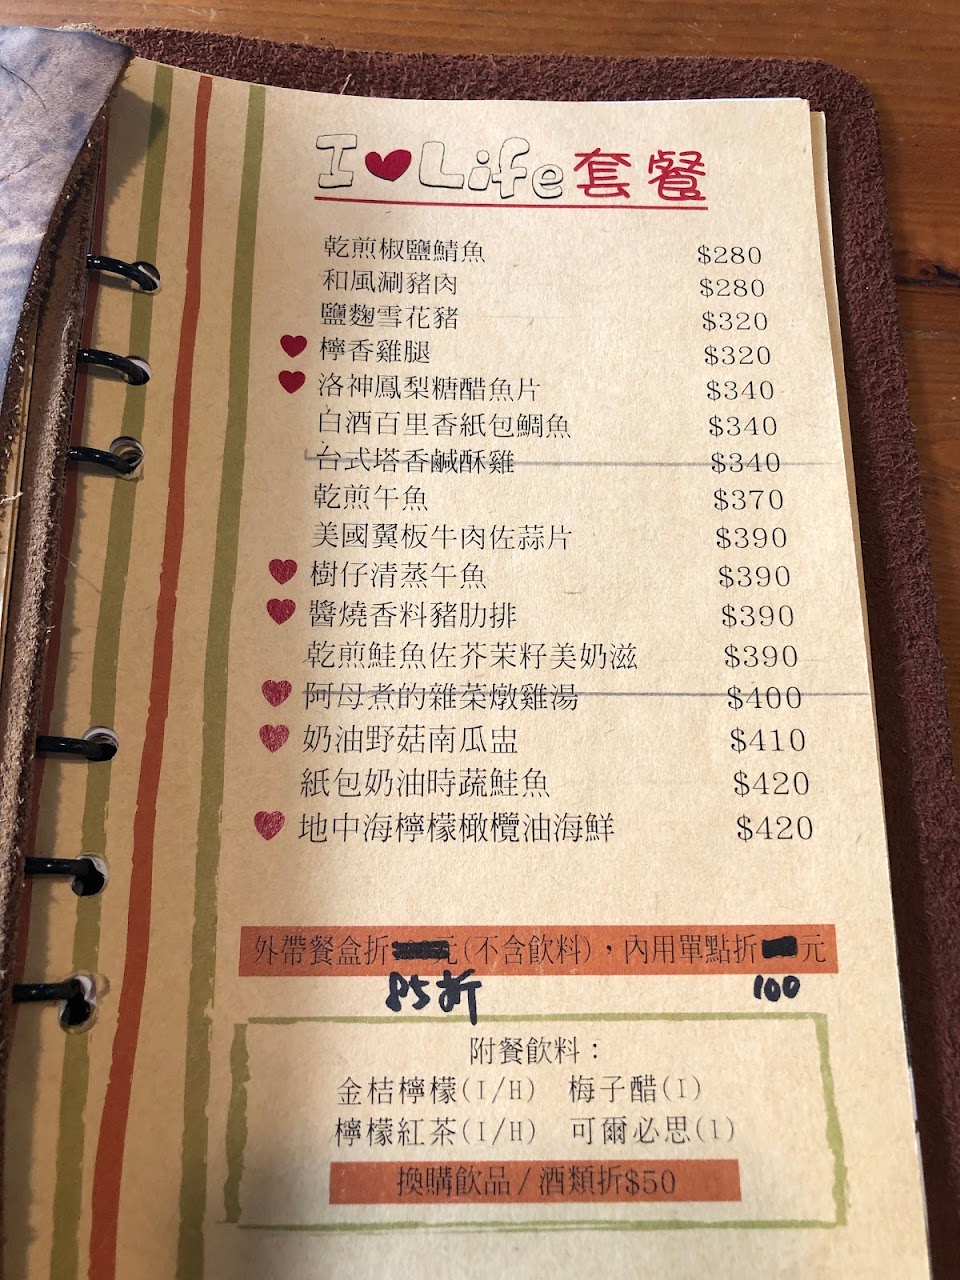 I ♥ Life套餐
乾煎椒鹽鯖魚 $280
和風涮豬肉 $280
鹽麴雪花豬 $320
♥ 檸香雞腿 $320
♥ 洛神鳳梨糖醋魚片 $340
白酒百里香紙包鯛魚 $340
台式塔香鹹酥雞 $340
乾煎午魚 $370
美國翼板牛肉佐蒜片 $390
♥ 樹仔清蒸午魚 $390
♥ 醬燒香料豬肋排 $390
乾煎鮭魚佐芥茉籽美奶滋 $390
♥ 阿母煮的雜菜燉雞湯 $400
♥ 奶油野菇南瓜盅 $410
紙包奶油時蔬鮭魚 $420
♥ 地中海檸檬橄欖油海鮮 $420
外帶餐盒折元(不含飲料)，內用單點折元
85折 100
附餐飲料：
金桔檸檬(I/H) 梅子醋(I)
檸檬紅茶(I/H) 可爾必思(I)
換購飲品/酒類折$50